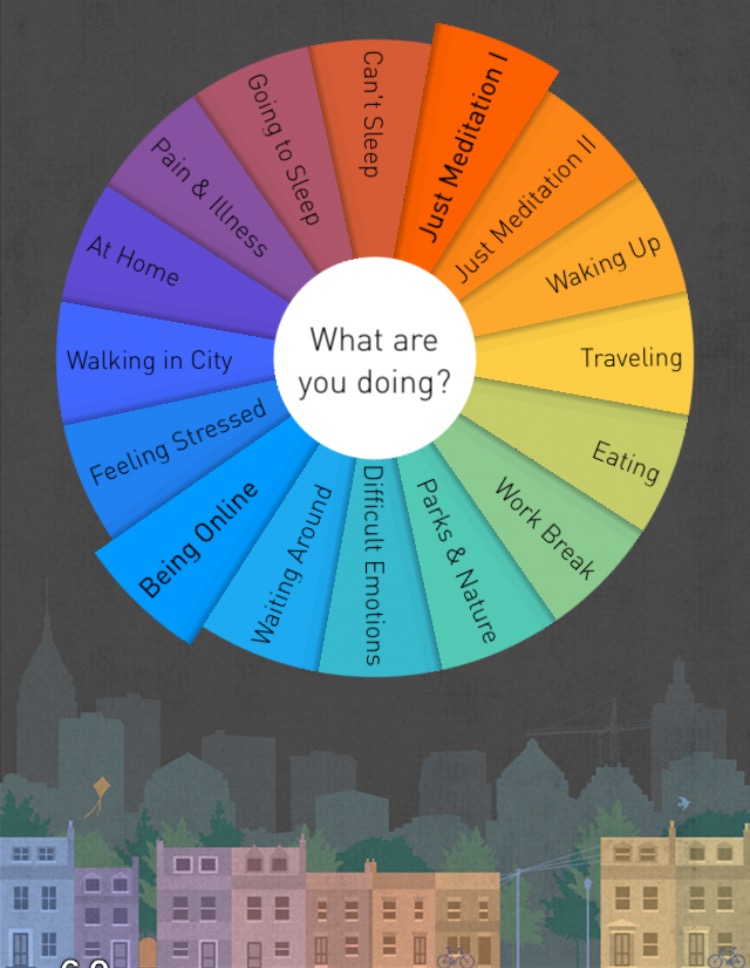 What are
you doing?
Can't Sleep
Just Meditation I
Just Meditation II
Waking Up
Traveling
Eating
Work Break
Parks & Nature
Difficult Emotions
Waiting Around
Being Online
Feeling Stressed
Walking in City
At Home
Pain & Illness
Going to Sleep